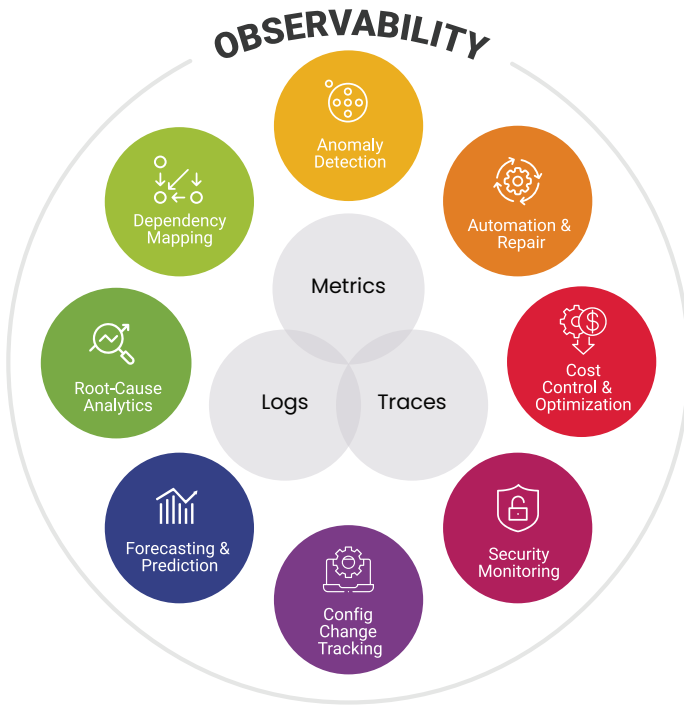 OBSERVABILITY
Anomaly
Detection
Dependency
Mapping
Automation &
Repair
Metrics
Root-Cause
Analytics
Logs
Traces
Cost
Control &
Optimization
Forecasting &
Prediction
Security
Monitoring
Config
Change
Tracking